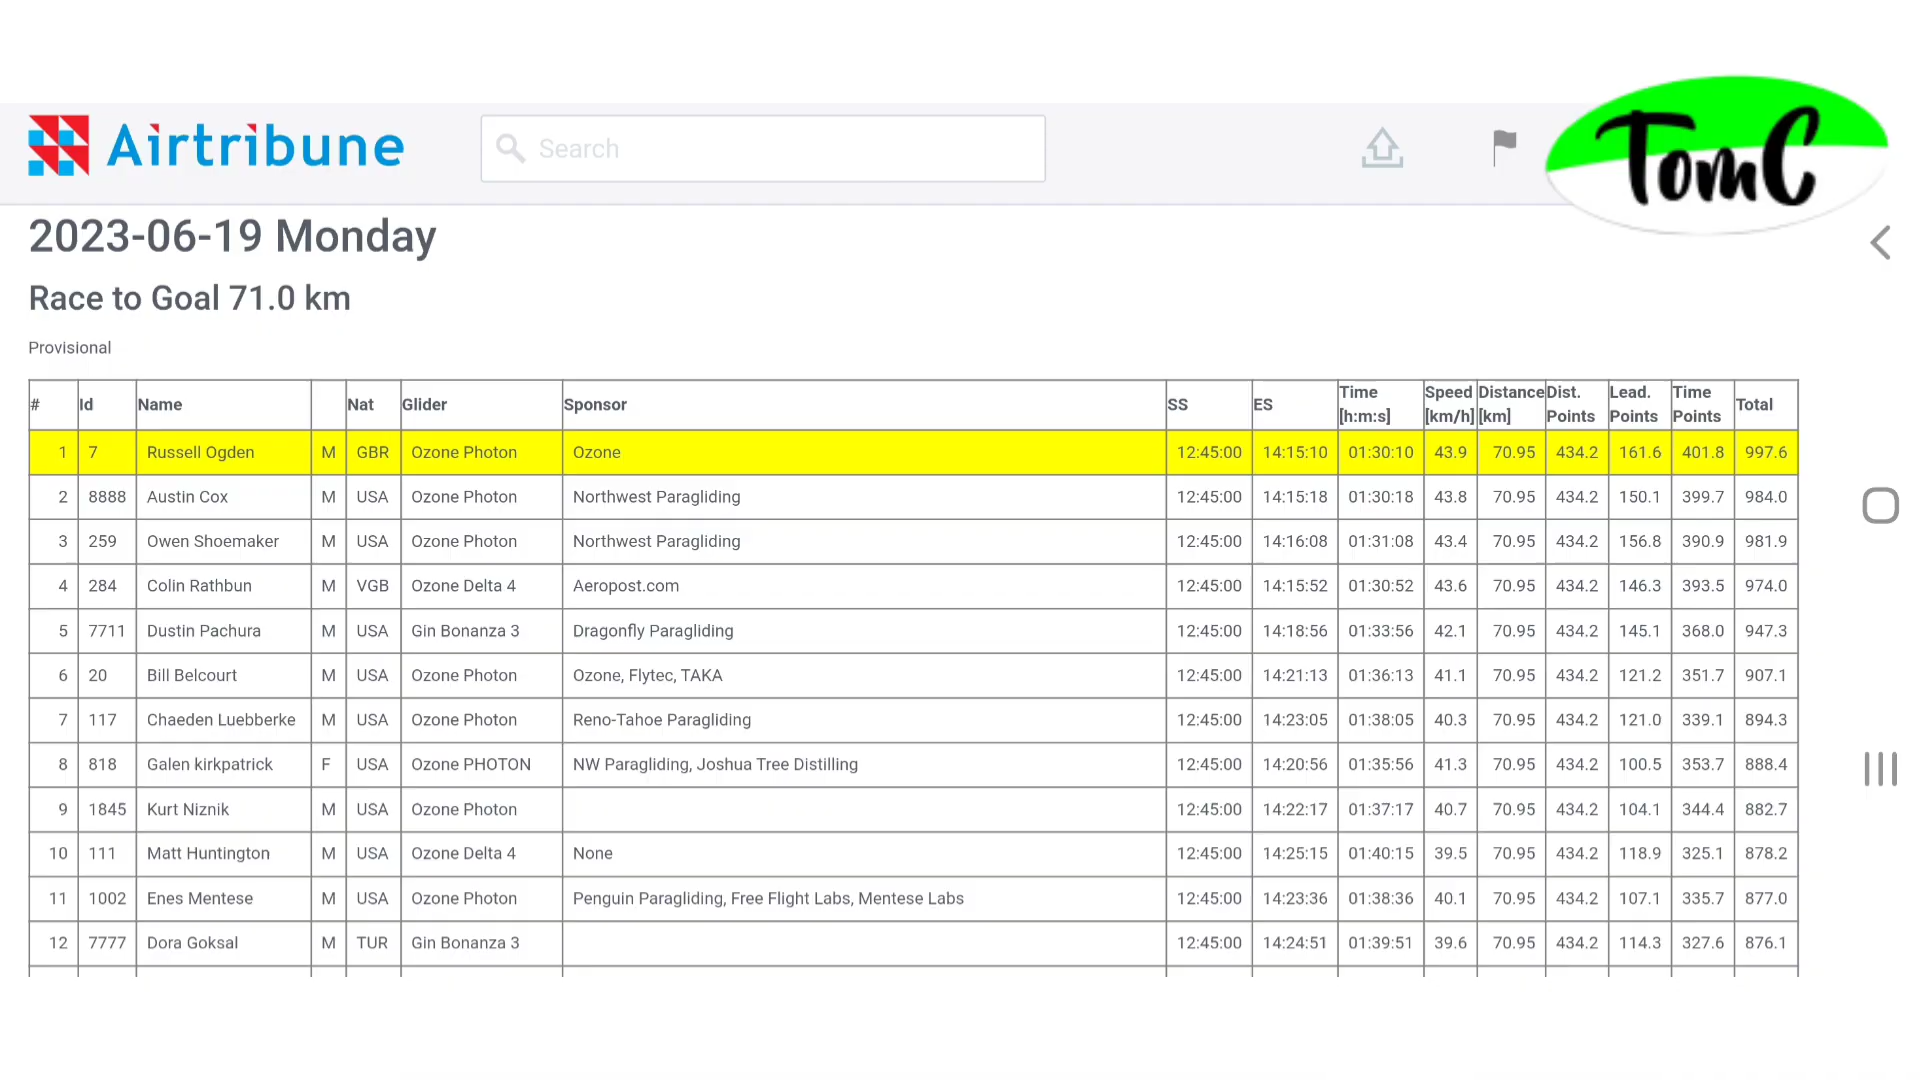 Airtribune
Search
TomC
2023-06-19 Monday
Race to Goal 71.0 km
Provisional
# Id Name Nat Glider Sponsor SS ES Time [h:m:s] Speed [km/h] Distance [km] Dist. Points Lead. Points Time Points Total
1 7 Russell Ogden M GBR Ozone Photon Ozone 12:45:00 14:15:10 01:30:10 43.9 70.95 434.2 161.6 401.8 997.6
2 8888 Austin Cox M USA Ozone Photon Northwest Paragliding 12:45:00 14:15:18 01:30:18 43.8 70.95 434.2 150.1 399.7 984.0
3 259 Owen Shoemaker M USA Ozone Photon Northwest Paragliding 12:45:00 14:16:08 01:31:08 43.4 70.95 434.2 156.8 390.9 981.9
4 284 Colin Rathbun M VGB Ozone Delta 4 Aeropost.com 12:45:00 14:15:52 01:30:52 43.6 70.95 434.2 146.3 393.5 974.0
5 7711 Dustin Pachura M USA Gin Bonanza 3 Dragonfly Paragliding 12:45:00 14:18:56 01:33:56 42.1 70.95 434.2 145.1 368.0 947.3
6 20 Bill Belcourt M USA Ozone Photon Ozone, Flytec, TAKA 12:45:00 14:21:13 01:36:13 41.1 70.95 434.2 121.2 351.7 907.1
7 117 Chaeden Luebberke M USA Ozone Photon Reno-Tahoe Paragliding 12:45:00 14:23:05 01:38:05 40.3 70.95 434.2 121.0 339.1 894.3
8 818 Galen kirkpatrick F USA Ozone PHOTON NW Paragliding, Joshua Tree Distilling 12:45:00 14:20:56 01:35:56 41.3 70.95 434.2 100.5 353.7 888.4
9 1845 Kurt Niznik M USA Ozone Photon 12:45:00 14:22:17 01:37:17 40.7 70.95 434.2 104.1 344.4 882.7
10 111 Matt Huntington M USA Ozone Delta 4 None 12:45:00 14:25:15 01:40:15 39.5 70.95 434.2 118.9 325.1 878.2
11 1002 Enes Mentese M USA Ozone Photon Penguin Paragliding, Free Flight Labs, Mentese Labs 12:45:00 14:23:36 01:38:36 40.1 70.95 434.2 107.1 335.7 877.0
12 7777 Dora Goksal M TUR Gin Bonanza 3 12:45:00 14:24:51 01:39:51 39.6 70.95 434.2 114.3 327.6 876.1